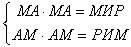 МА · МА = МИР
АМ · АМ = РИМ